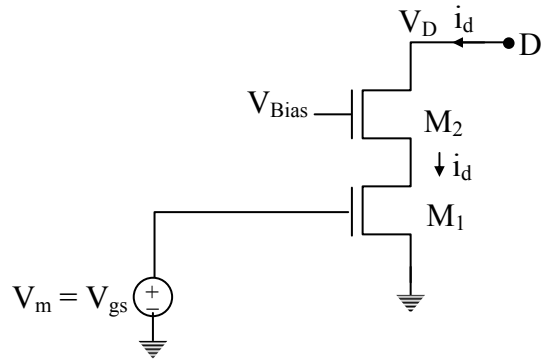 V_D i_d
D
V_Bias
M_2
i_d
M_1
V_m = V_gs
+
−